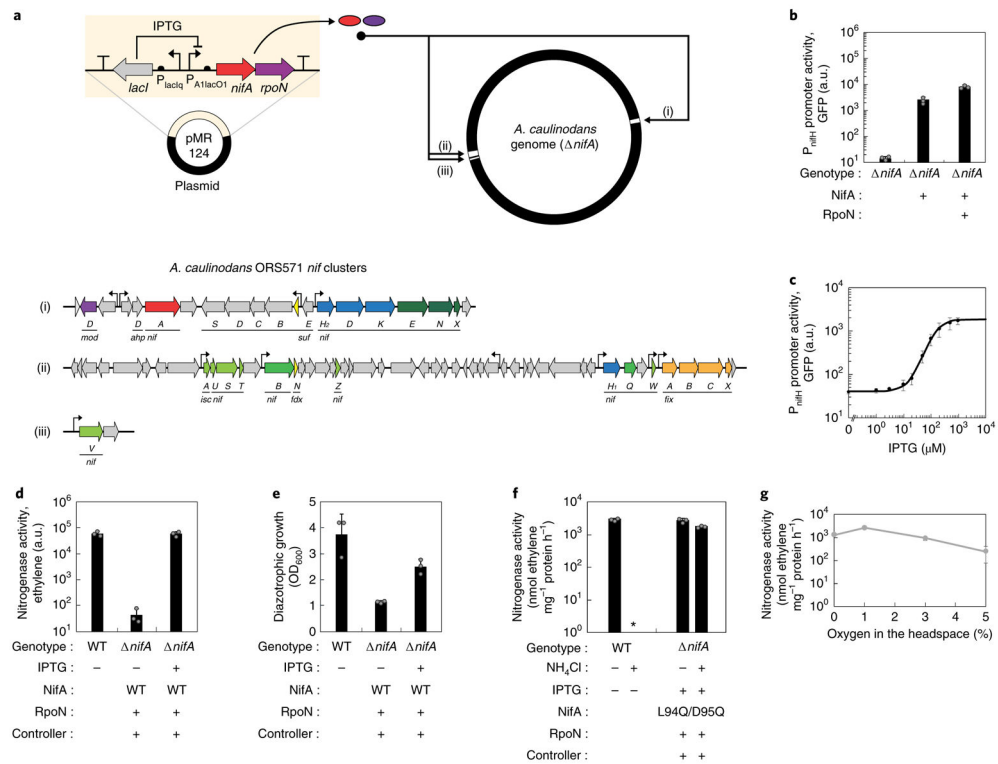 a
IPTG
lacI
PlacIq
PA1lacO1
nifA
rpoN
pMR
124
Plasmid
A. caulinodans
genome (ΔnifA)
(i)
(ii)
(iii)
A. caulinodans ORS571 nif clusters
(i)
D D A S D C B E H2 D K E N X
mod ahp nif suf nif
(ii)
A U S T B N Z H1 Q W A B C X
isc nif nif fdx nif nif fix
(iii)
V
nif
b
PnifH promoter activity,
GFP (a.u.)
10^6
10^5
10^4
10^3
10^2
10^1
Genotype : ΔnifA ΔnifA ΔnifA
NifA : + +
RpoN : +
c
PnifH promoter activity,
GFP (a.u.)
10^4
10^3
10^2
10^1
0 10^0 10^1 10^2 10^3 10^4
IPTG (μM)
d
Nitrogenase activity,
ethylene (a.u.)
10^6
10^5
10^4
10^3
10^2
10^1
Genotype : WT ΔnifA ΔnifA
IPTG : – +
NifA : WT WT
RpoN : + +
Controller : + +
e
Diazotrophic growth
(OD600)
5
4
3
2
1
0
Genotype : WT ΔnifA ΔnifA
IPTG : – +
NifA : WT WT
RpoN : + +
Controller : + +
f
Nitrogenase activity
(nmol ethylene
mg–1 protein h–1)
10^4
10^3
10^2
10^1
10^0
*
Genotype : WT ΔnifA
NH4Cl : – + – +
IPTG : – – + +
NifA : L94Q/D95Q
RpoN : + +
Controller : + +
g
Nitrogenase activity
(nmol ethylene
mg–1 protein h–1)
10^4
10^3
10^2
10^1
10^0
0 1 2 3 4 5
Oxygen in the headspace (%)